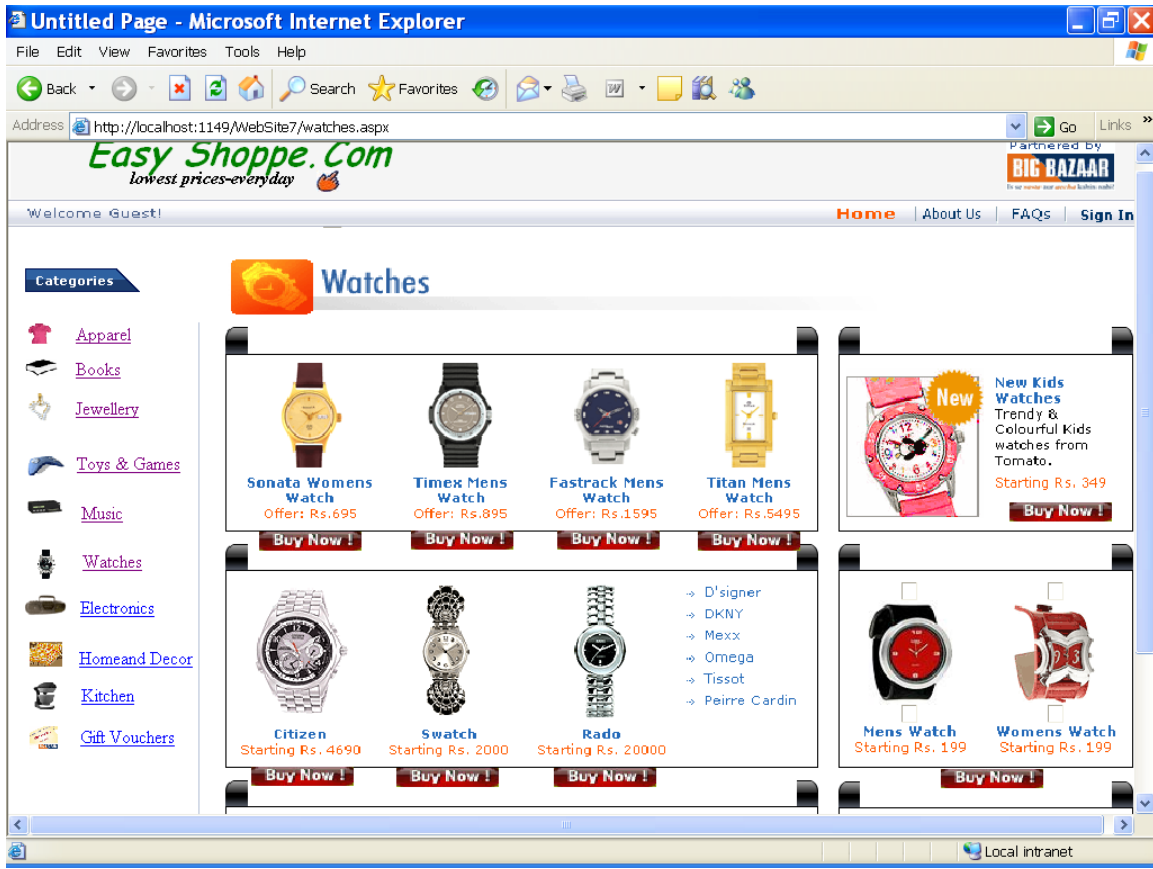 Untitled Page - Microsoft Internet Explorer
File Edit View Favorites Tools Help
Back Search Favorites
Address http://localhost:1149/WebSite7/watches.aspx Go Links »
Easy Shoppe.Com
lowest prices-everyday
Partnered by
BIG BAZAAR
Welcome Guest!
Home | About Us | FAQs | Sign In
Categories
Watches
Apparel
Books
Jewellery
Toys & Games
Music
Watches
Electronics
Homeand Decor
Kitchen
Gift Vouchers
Sonata Womens
Watch
Offer: Rs.695
Buy Now !
Timex Mens
Watch
Offer: Rs.895
Buy Now !
Fastrack Mens
Watch
Offer: Rs.1595
Buy Now !
Titan Mens
Watch
Offer: Rs.5495
Buy Now !
New
New Kids
Watches
Trendy &
Colourful Kids
watches from
Tomato.
Starting Rs. 349
Buy Now !
Citizen
Starting Rs. 4690
Buy Now !
Swatch
Starting Rs. 2000
Buy Now !
Rado
Starting Rs. 20000
Buy Now !
D'signer
DKNY
Mexx
Omega
Tissot
Peirre Cardin
Mens Watch
Starting Rs. 199
Womens Watch
Starting Rs. 199
Buy Now !
Local intranet